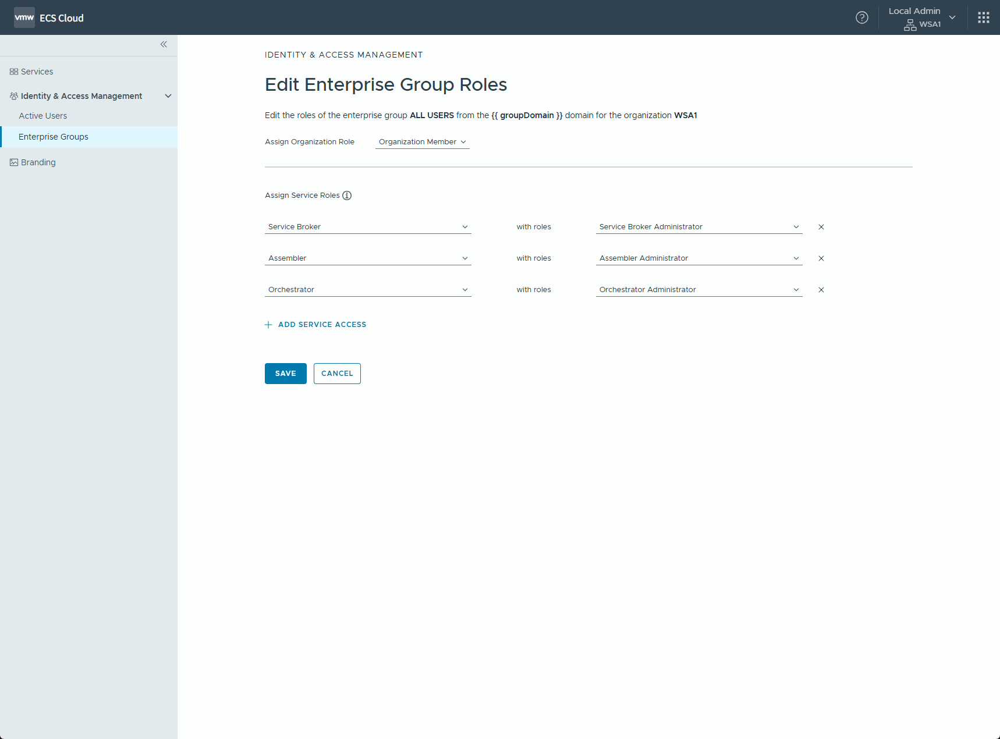 vmw ECS Cloud
Local Admin
WSA1
Services
Identity & Access Management
Active Users
Enterprise Groups
Branding
IDENTITY & ACCESS MANAGEMENT
Edit Enterprise Group Roles
Edit the roles of the enterprise group ALL USERS from the {{ groupDomain }} domain for the organization WSA1
Assign Organization Role Organization Member
Assign Service Roles
Service Broker with roles Service Broker Administrator
Assembler with roles Assembler Administrator
Orchestrator with roles Orchestrator Administrator
ADD SERVICE ACCESS
SAVE CANCEL